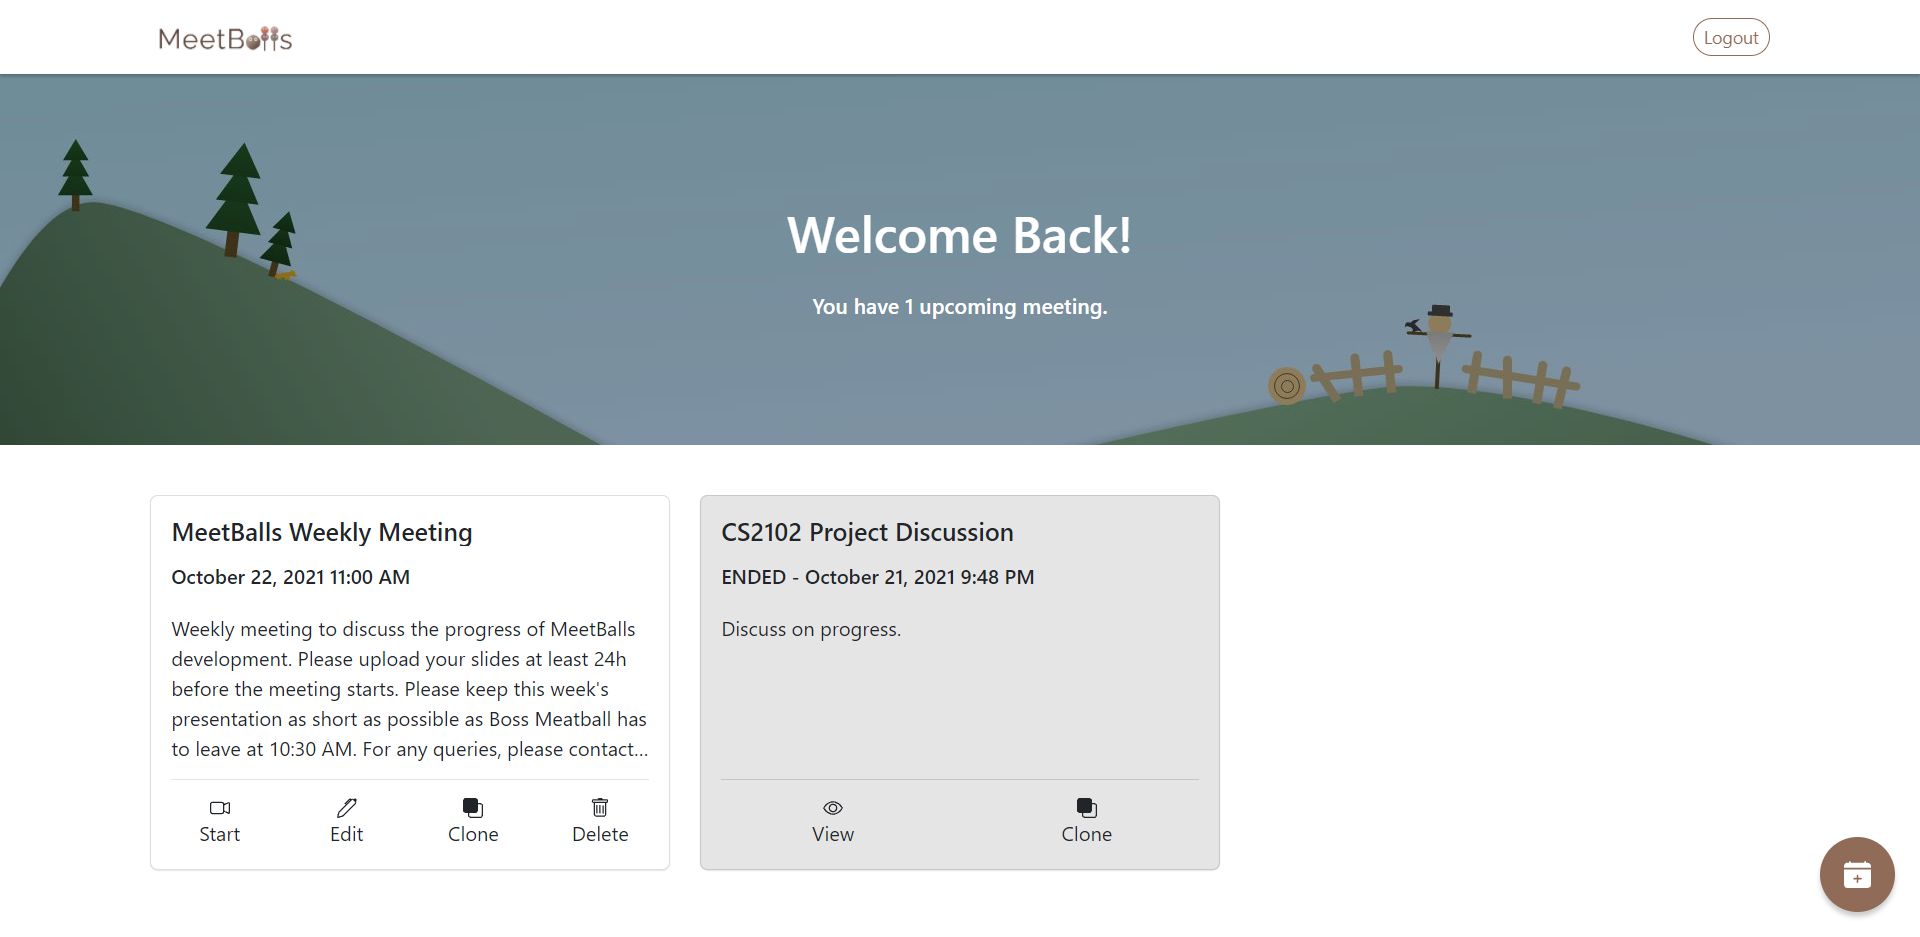 MeetBalls
Logout
Welcome Back!
You have 1 upcoming meeting.
MeetBalls Weekly Meeting
October 22, 2021 11:00 AM
Weekly meeting to discuss the progress of MeetBalls
development. Please upload your slides at least 24h
before the meeting starts. Please keep this week's
presentation as short as possible as Boss Meatball has
to leave at 10:30 AM. For any queries, please contact...
Start
Edit
Clone
Delete
CS2102 Project Discussion
ENDED - October 21, 2021 9:48 PM
Discuss on progress.
View
Clone